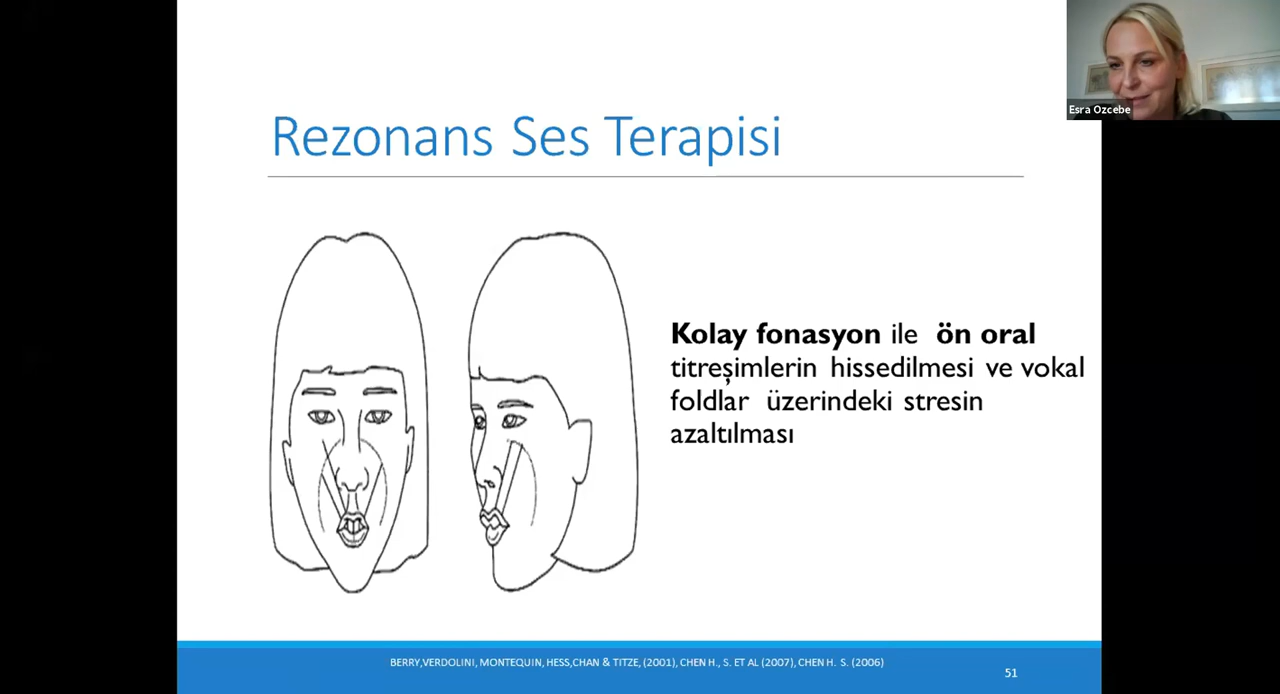 Esra Ozcebe
Rezonans Ses Terapisi
Kolay fonasyon ile ön oral
titreşimlerin hissedilmesi ve vokal
foldlar üzerindeki stresin
azaltılması
BERRY,VERDOLINI, MONTEQUIN, HESS,CHAN & TITZE, (2001), CHEN H., S. ET AL (2007), CHEN H. S. (2006)
51